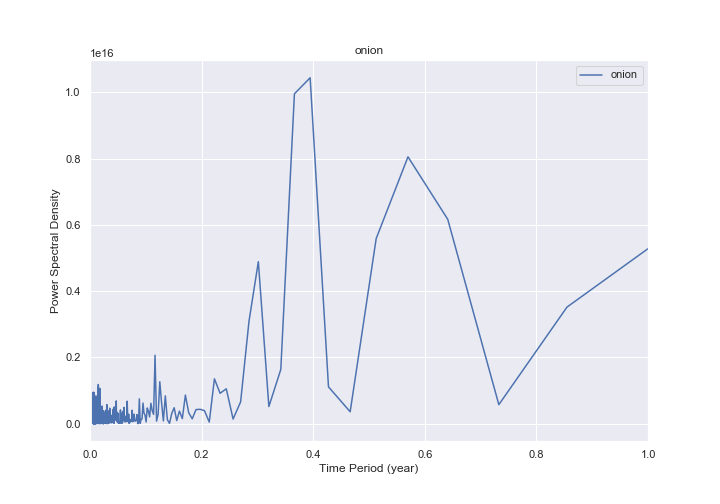 onion
1e16
onion
1.0
0.8
0.6
0.4
0.2
0.0
Power Spectral Density
0.0 0.2 0.4 0.6 0.8 1.0
Time Period (year)